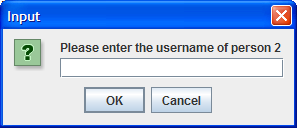 Input
?
Please enter the username of person 2
OK
Cancel